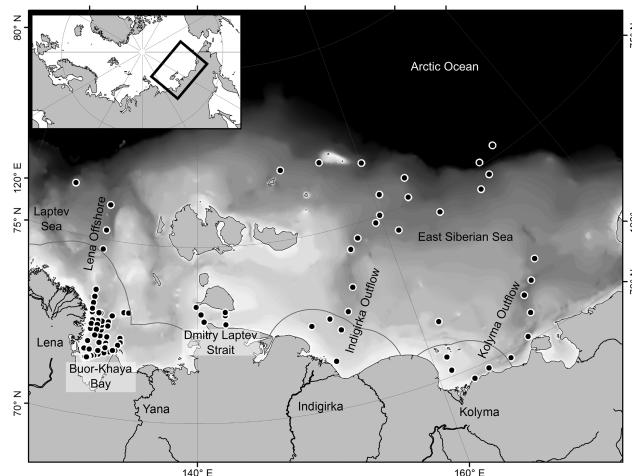 80° N
Arctic Ocean
120° E
75° N
Laptev
Sea
Lena Offshore
East Siberian Sea
Indigirka Outflow
Kolyma Outflow
Lena
Dmitry Laptev
Strait
Buor-Khaya
Bay
Yana
Indigirka
Kolyma
70° N
140° E
160° E